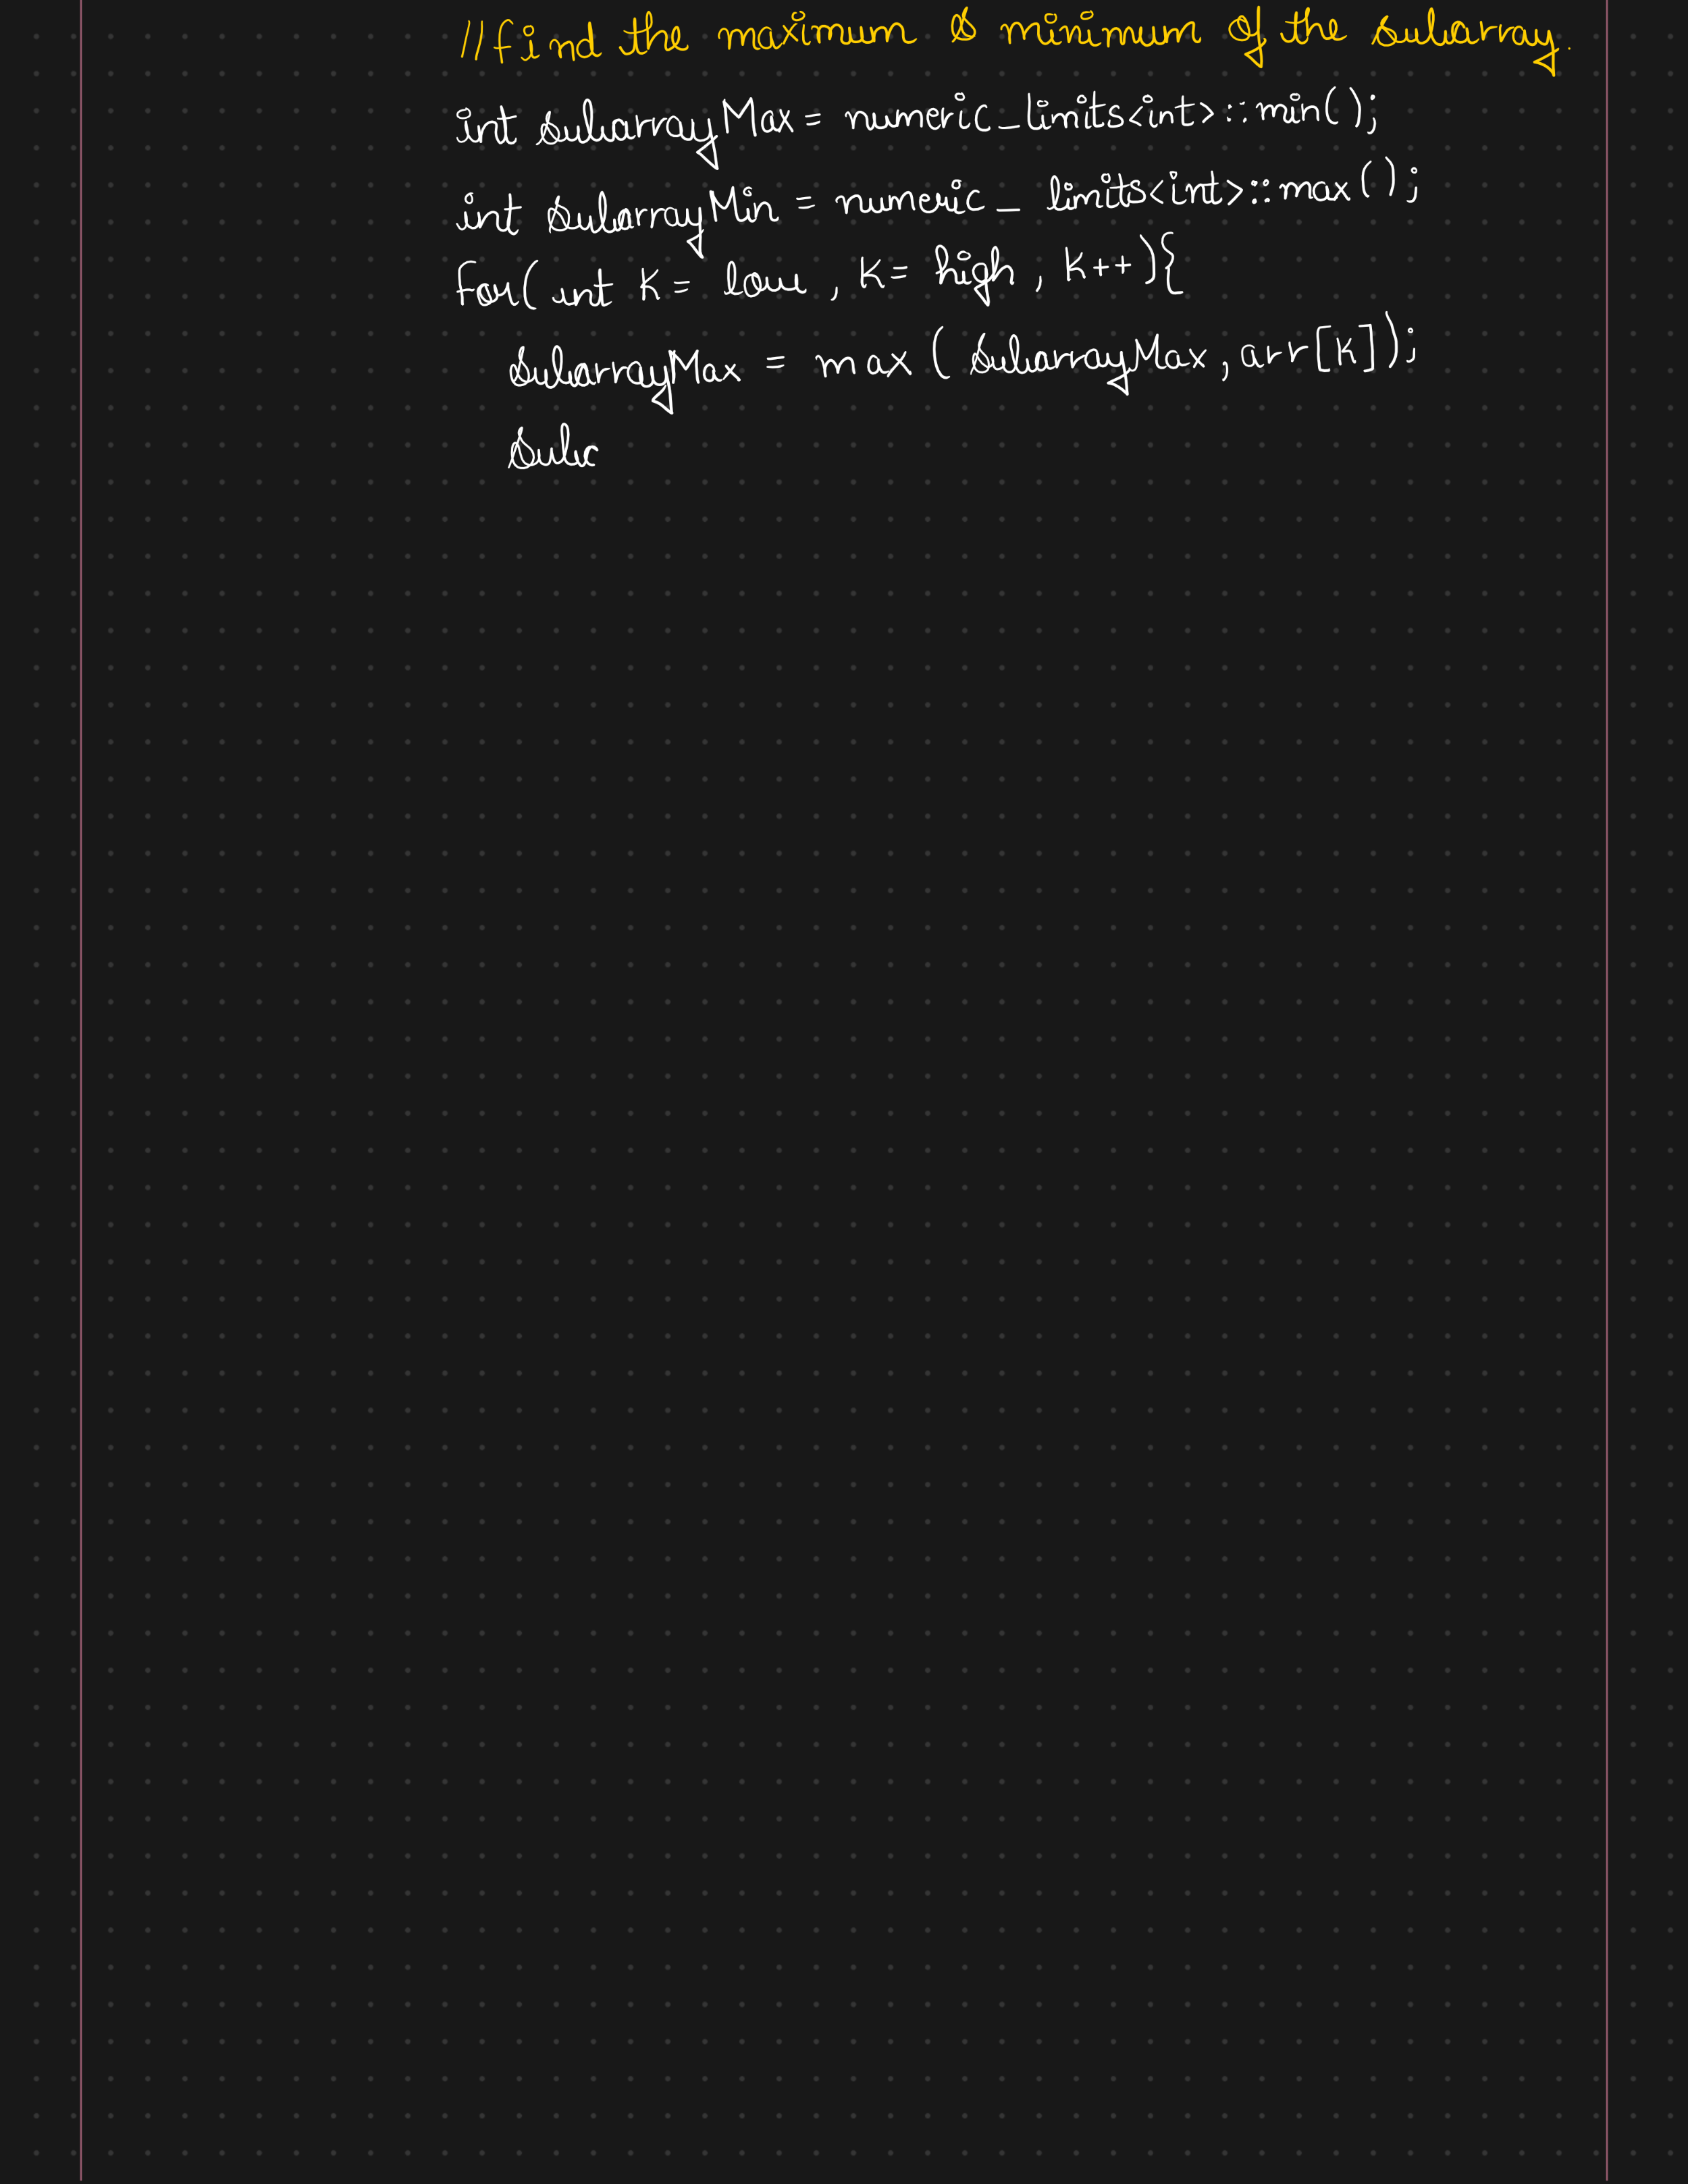 //find the maximum & minimum of the subarray.
int subarrayMax = numeric_limits<int>::min();
int subarrayMin = numeric_limits<int>::max();
for( int K = low , K = high , K++){
subarrayMax = max ( subarrayMax , arr[K]);
suba